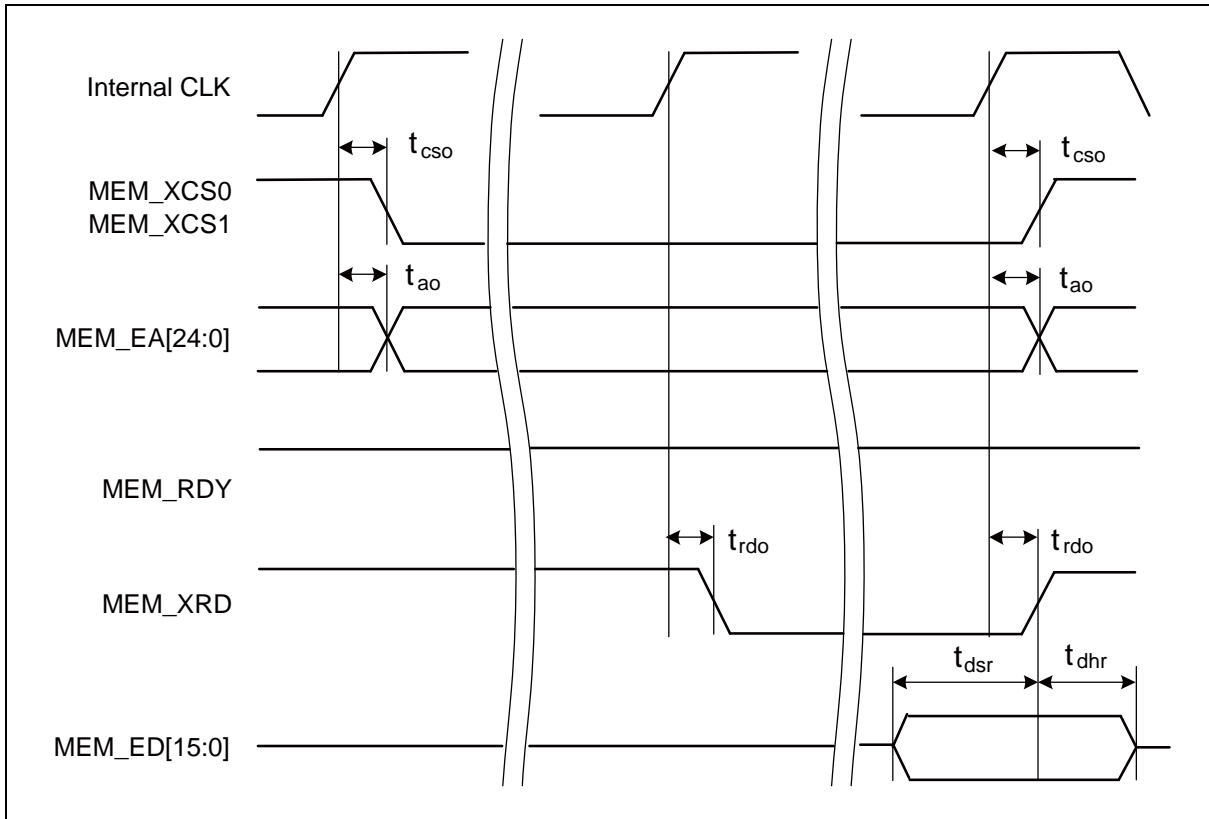 Internal CLK
tcso
tcso
MEM_XCS0
MEM_XCS1
tao
tao
MEM_EA[24:0]
MEM_RDY
trdo
trdo
MEM_XRD
tdsr
tdhr
MEM_ED[15:0]